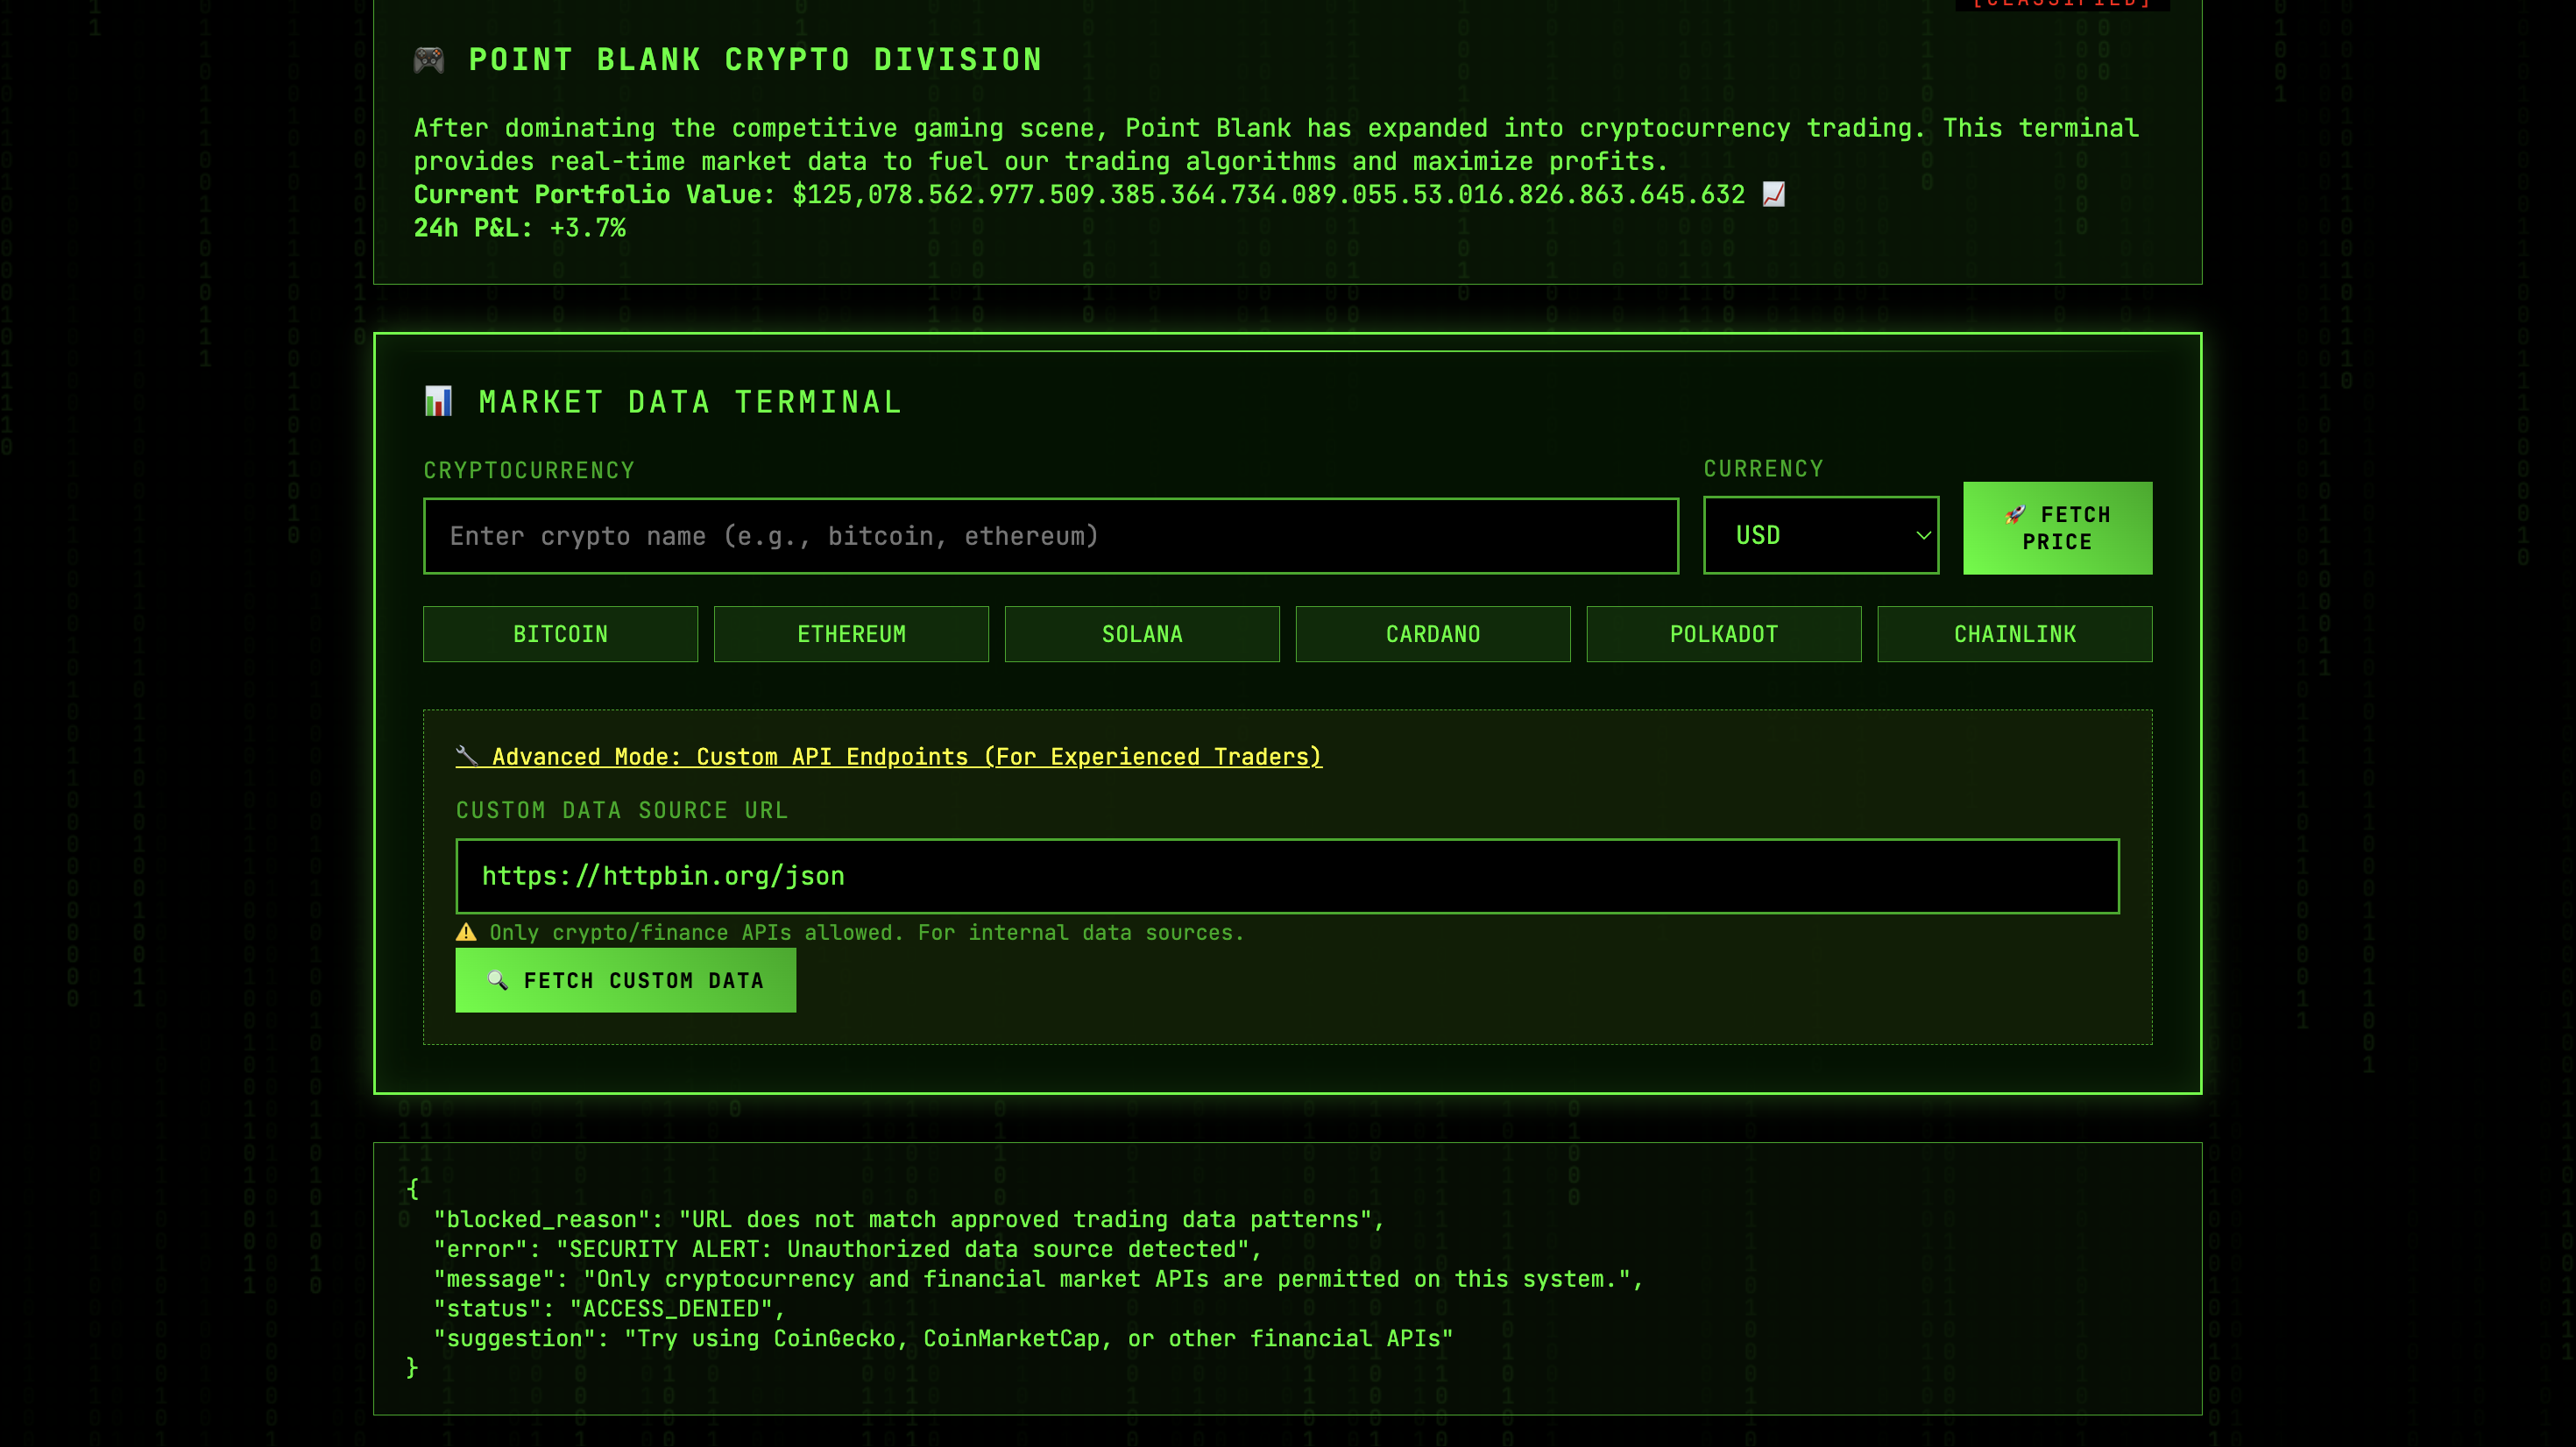 [CLASSIFIED]
🎮 POINT BLANK CRYPTO DIVISION
After dominating the competitive gaming scene, Point Blank has expanded into cryptocurrency trading. This terminal
provides real-time market data to fuel our trading algorithms and maximize profits.
Current Portfolio Value: $125,078.562.977.509.385.364.734.089.055.53.016.826.863.645.632 📈
24h P&L: +3.7%
📊 MARKET DATA TERMINAL
CRYPTOCURRENCY
CURRENCY
Enter crypto name (e.g., bitcoin, ethereum)
USD
🚀 FETCH
PRICE
BITCOIN
ETHEREUM
SOLANA
CARDANO
POLKADOT
CHAINLINK
🔧 Advanced Mode: Custom API Endpoints (For Experienced Traders)
CUSTOM DATA SOURCE URL
https://httpbin.org/json
⚠️ Only crypto/finance APIs allowed. For internal data sources.
🔍 FETCH CUSTOM DATA
{
"blocked_reason": "URL does not match approved trading data patterns",
"error": "SECURITY ALERT: Unauthorized data source detected",
"message": "Only cryptocurrency and financial market APIs are permitted on this system.",
"status": "ACCESS_DENIED",
"suggestion": "Try using CoinGecko, CoinMarketCap, or other financial APIs"
}